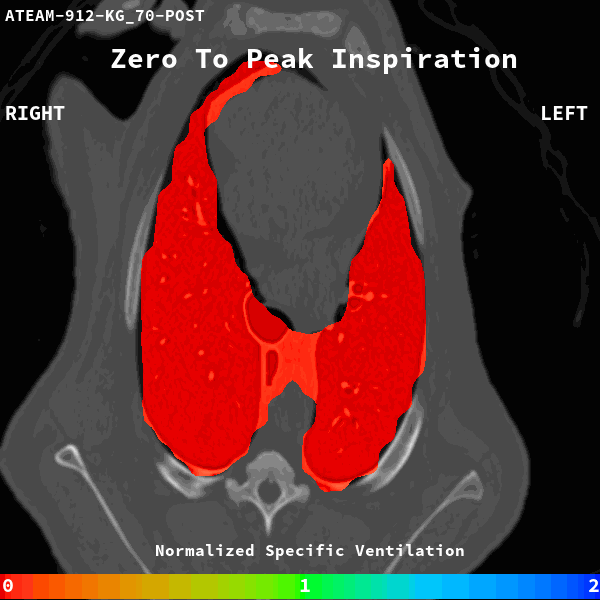 ATEAM-912-KG_70-POST
Zero To Peak Inspiration
RIGHT LEFT
Normalized Specific Ventilation
0 1 2